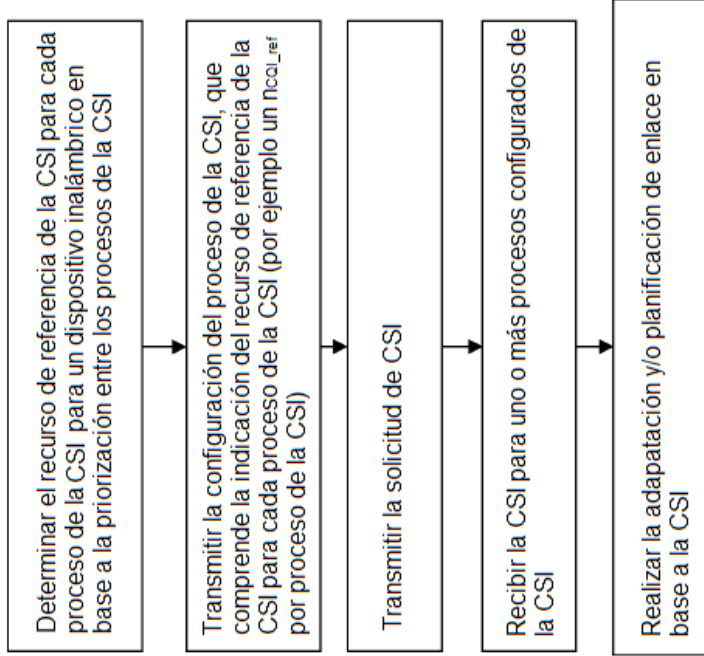 Determinar el recurso de referencia de la CSI para cada
proceso de la CSI para un dispositivo inalámbrico en
base a la priorización entre los procesos de la CSI
Transmitir la configuración del proceso de la CSI, que
comprende la indicación del recurso de referencia de la
CSI para cada proceso de la CSI (por ejemplo un nCQI_ref
por proceso de la CSI)
Transmitir la solicitud de CSI
Recibir la CSI para uno o más procesos configurados de
la CSI
Realizar la adapatación y/o planificación de enlace en
base a la CSI